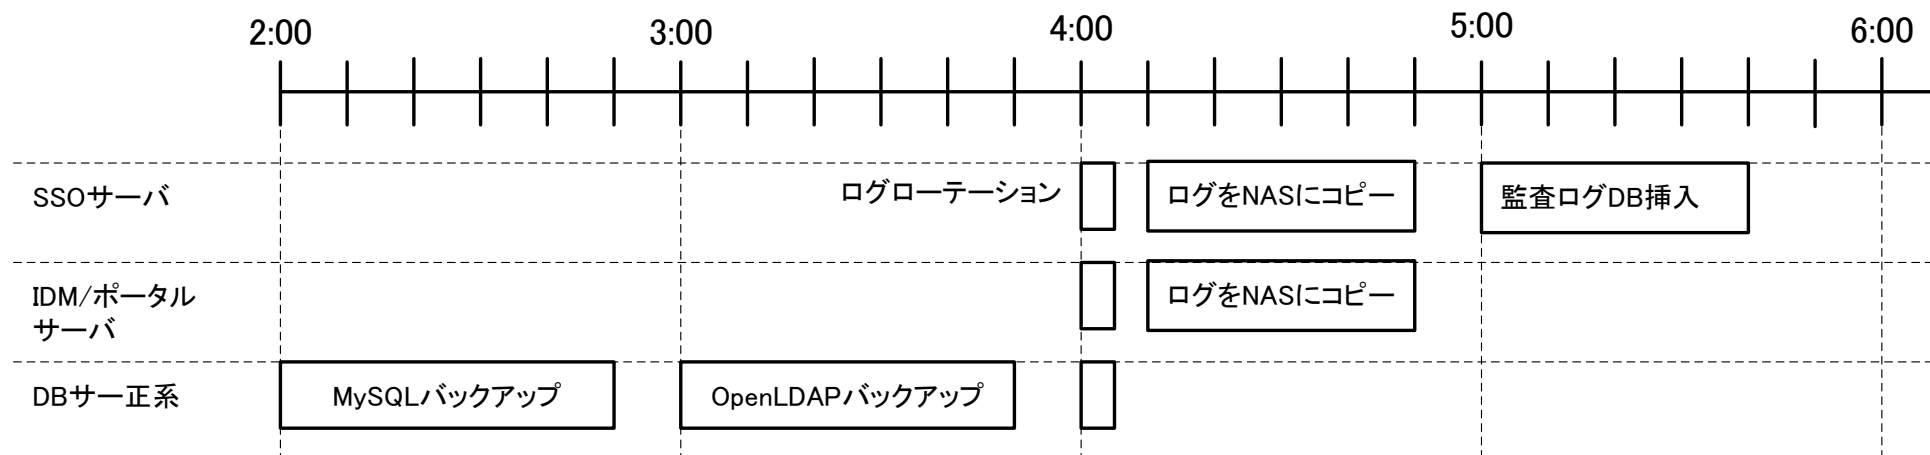 2:00
3:00
4:00
5:00
6:00
SSOサーバ
ログローテーション
ログをNASにコピー
監査ログDB挿入
IDM/ポータル
サーバ
ログをNASにコピー
DBサー正系
MySQLバックアップ
OpenLDAPバックアップ